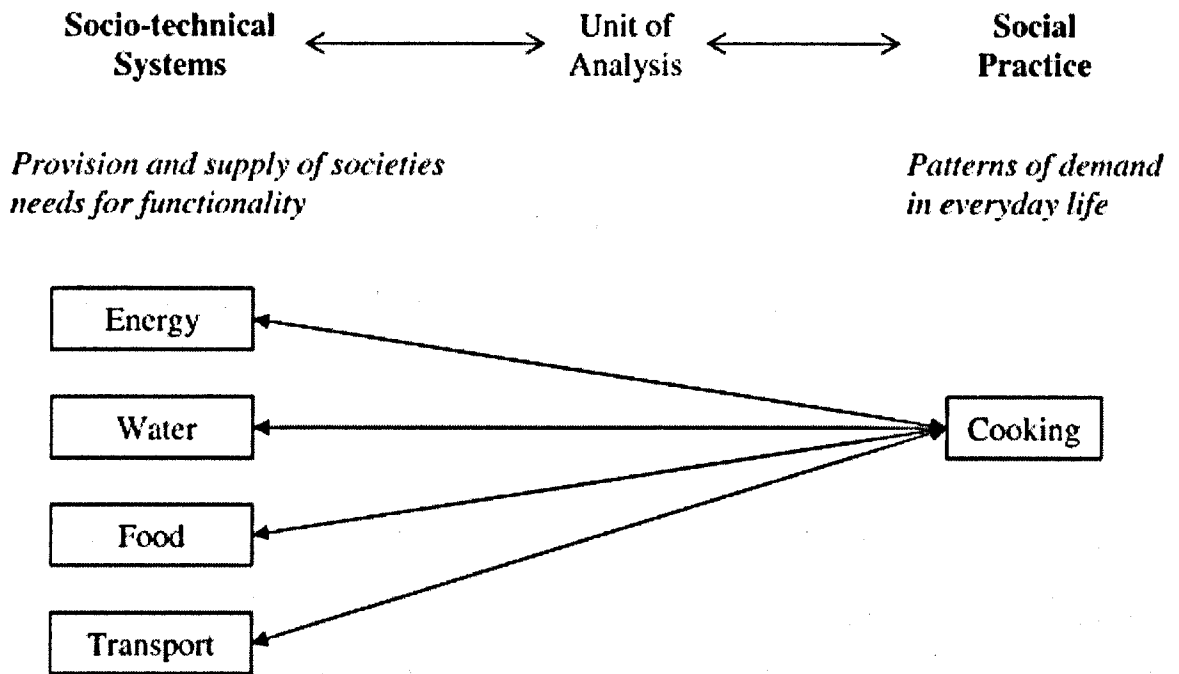 Socio-technical
Systems
Unit of
Analysis
Social
Practice
Provision and supply of societies
needs for functionality
Patterns of demand
in everyday life
Energy
Water
Cooking
Food
Transport